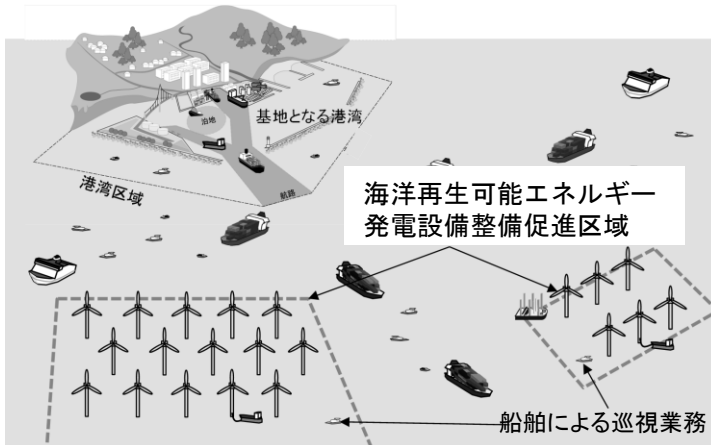 泊地
基地となる港湾
港湾区域
航路
海洋再生可能エネルギー
発電設備整備促進区域
船舶による巡視業務